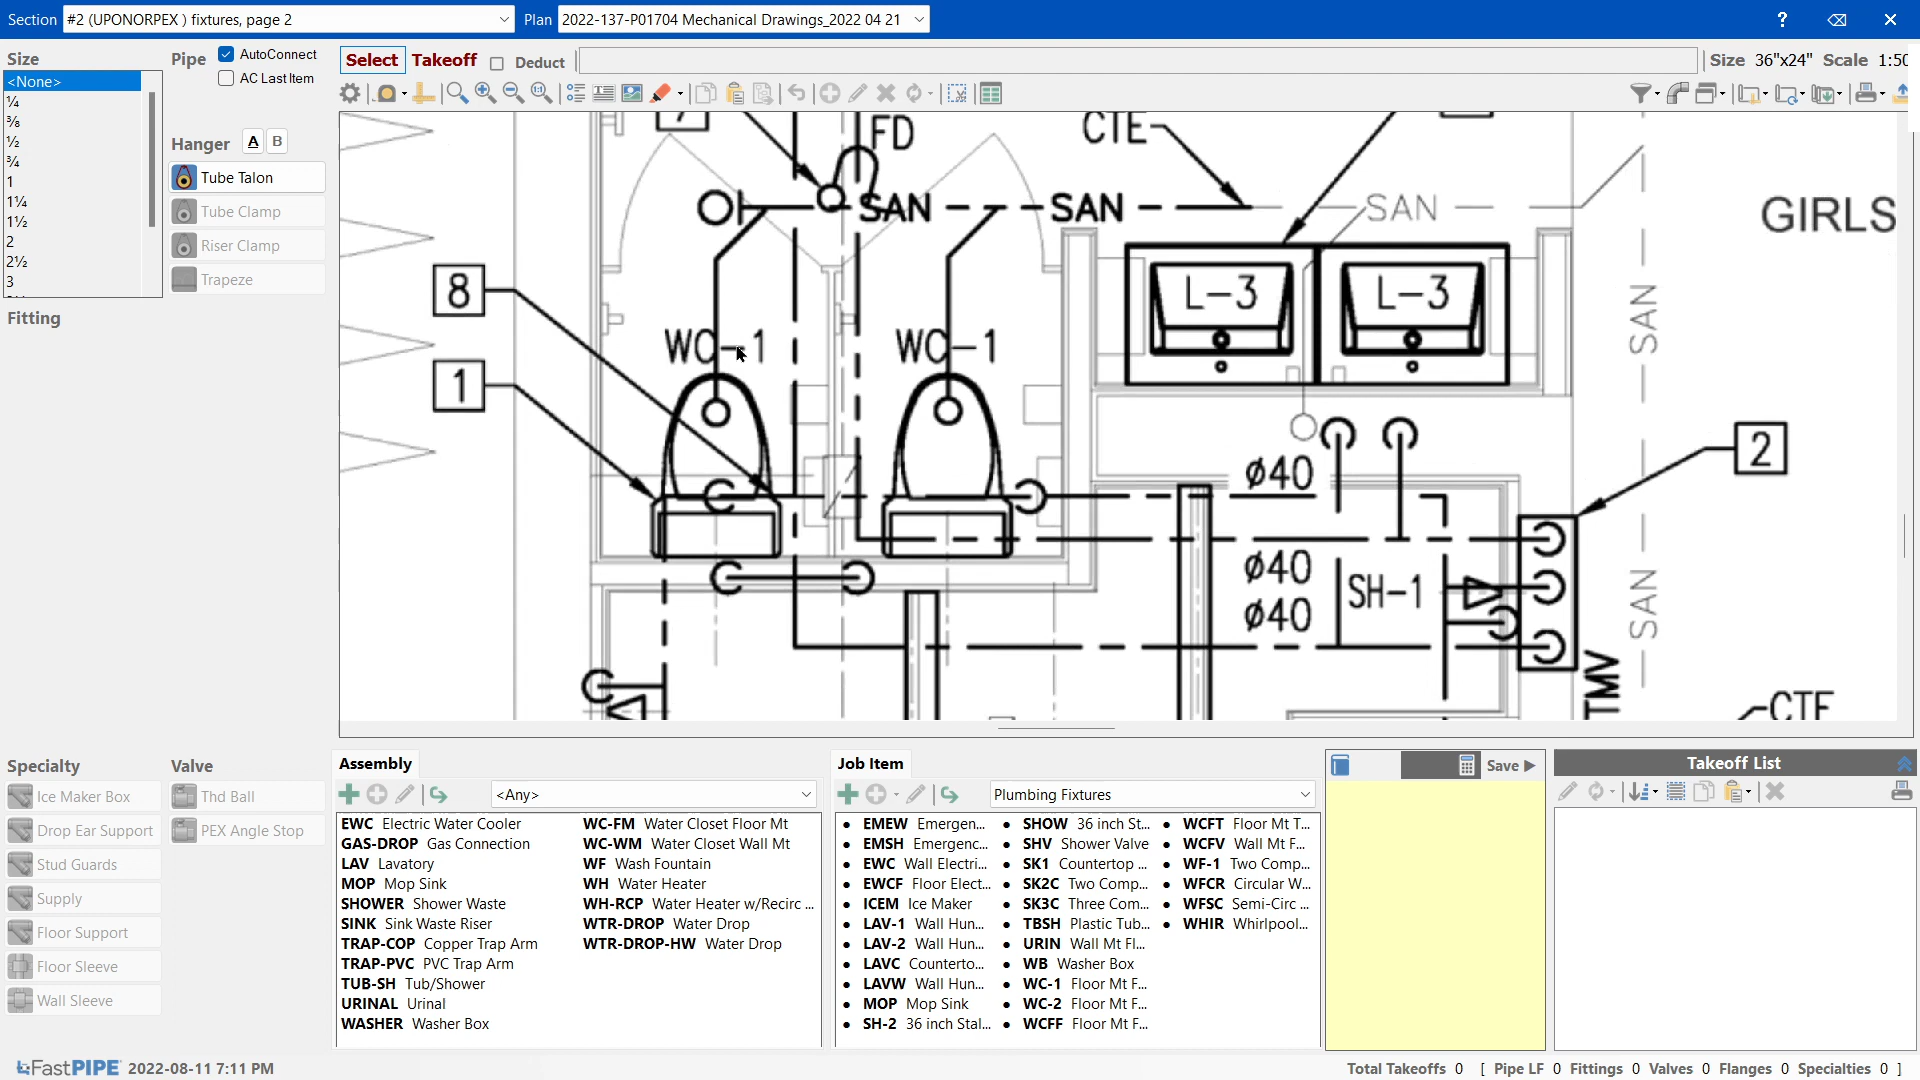 Section #2 (UPONORPEX ) fixtures, page 2 Plan 2022-137-P01704 Mechanical Drawings_2022 04 21 ?
Size
<None>
¼
⅜
½
¾
1
1¼
1½
2
2½
3
Pipe AutoConnect
AC Last Item
Hanger A B
Tube Talon
Tube Clamp
Riser Clamp
Trapeze
Fitting
Select Takeoff Deduct Size 36"x24" Scale 1:50
FD
CTE
SAN SAN SAN
GIRLS
8
WC-1 WC-1
L-3 L-3
SAN
1
2
ø40
ø40
SH-1
ø40
SAN
TMV
CTE
Specialty
Ice Maker Box
Drop Ear Support
Stud Guards
Supply
Floor Support
Floor Sleeve
Wall Sleeve
Valve
Thd Ball
PEX Angle Stop
Assembly
<Any>
EWC Electric Water Cooler
GAS-DROP Gas Connection
LAV Lavatory
MOP Mop Sink
SHOWER Shower Waste
SINK Sink Waste Riser
TRAP-COP Copper Trap Arm
TRAP-PVC PVC Trap Arm
TUB-SH Tub/Shower
URINAL Urinal
WASHER Washer Box
WC-FM Water Closet Floor Mt
WC-WM Water Closet Wall Mt
WF Wash Fountain
WH Water Heater
WH-RCP Water Heater w/Recirc ...
WTR-DROP Water Drop
WTR-DROP-HW Water Drop
Job Item
Plumbing Fixtures
• EMEW Emergen...
• EMSH Emergenc...
• EWC Wall Electri...
• EWCF Floor Elect...
• ICEM Ice Maker
• LAV-1 Wall Hun...
• LAV-2 Wall Hun...
• LAVC Counterto...
• LAVW Wall Hun...
• MOP Mop Sink
• SH-2 36 inch Stal...
• SHOW 36 inch St...
• SHV Shower Valve
• SK1 Countertop ...
• SK2C Two Comp...
• SK3C Three Com...
• TBSH Plastic Tub...
• URIN Wall Mt Fl...
• WB Washer Box
• WC-1 Floor Mt F...
• WC-2 Floor Mt F...
• WCFF Floor Mt F...
• WCFT Floor Mt T...
• WCFV Wall Mt F...
• WF-1 Two Comp...
• WFCR Circular W...
• WFSC Semi-Circ ...
• WHIR Whirlpool...
Save
Takeoff List
FastPIPE 2022-08-11 7:11 PM
Total Takeoffs 0 [ Pipe LF 0 Fittings 0 Valves 0 Flanges 0 Specialties 0 ]